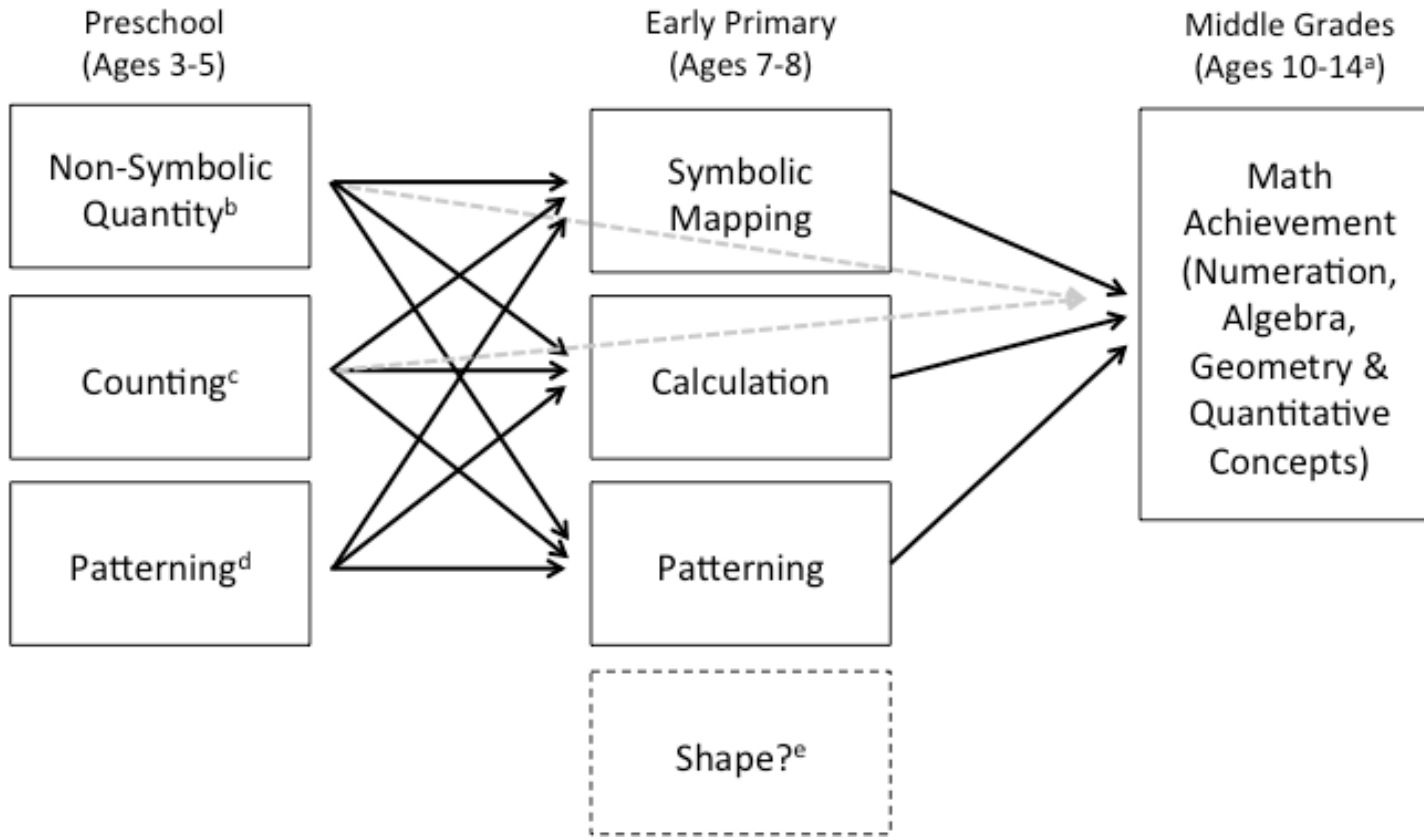 Preschool
(Ages 3-5)
Early Primary
(Ages 7-8)
Middle Grades
(Ages 10-14ᵃ)
Non-Symbolic
Quantityᵇ
Counting​ᶜ
Patterningᵈ
Symbolic
Mapping
Calculation
Patterning
Shape?ᵉ
Math
Achievement
(Numeration,
Algebra,
Geometry &
Quantitative
Concepts)